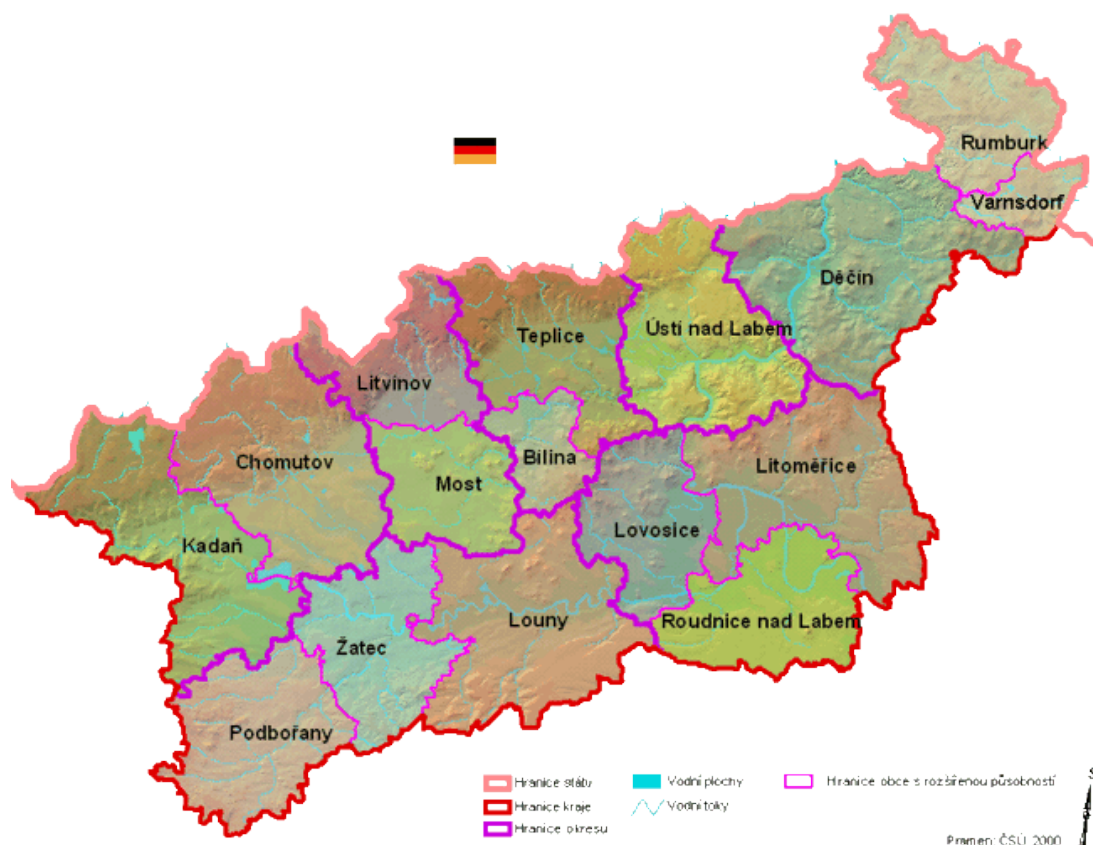 Rumburk
Varnsdorf
Děčín
Ústí nad Labem
Teplice
Litvínov
Chomutov
Bílina
Litoměřice
Most
Lovosice
Kadaň
Louny
Roudnice nad Labem
Žatec
Podbořany
Hranice státu
Vodní plochy
Hranice obce s rozšířenou působností
Hranice kraje
Vodní toky
Hranice okresu
Pramen: ČSÚ, 2000